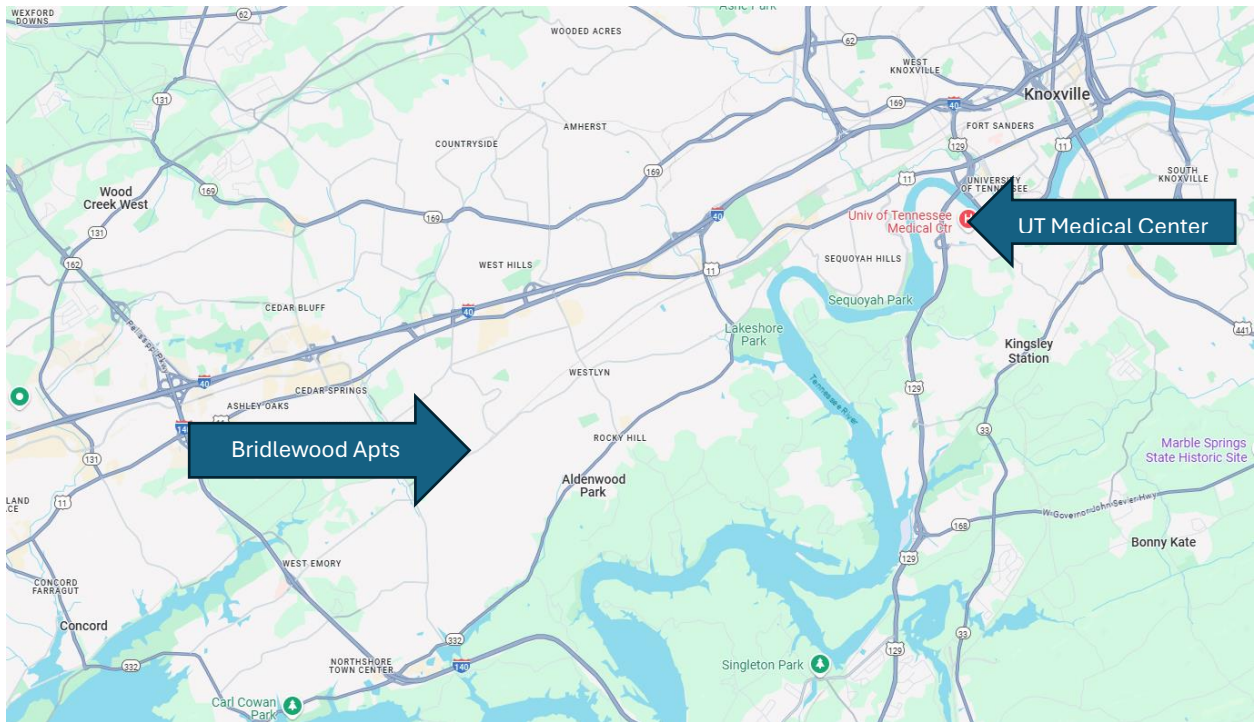 WEXFORD
DOWNS
62
131
WOODED ACRES
62
WEST
KNOXVILLE
169
40
Knoxville
FORT SANDERS
AMHERST
COUNTRYSIDE
129
11
169
UNIVERSITY
OF TENNESSEE
SOUTH
KNOXVILLE
11
Wood
Creek West
169
169
131
40
Univ of Tennessee
Medical Ctr
H
UT Medical Center
162
WEST HILLS
11
SEQUOYAH HILLS
Sequoyah Park
CEDAR BLUFF
40
Lakeshore
Park
441
Kingsley
Station
Pellissippi Pkwy
40
WESTLYN
CEDAR SPRINGS
129
Tennessee River
ASHLEY OAKS
Bridlewood Apts
ROCKY HILL
33
Marble Springs
State Historic Site
131
Aldenwood
Park
11
W Governor John Sevier Hwy
168
129
Bonny Kate
WEST EMORY
CONCORD
FARRAGUT
Concord
332
33
129
332
NORTHSHORE
TOWN CENTER
140
Singleton Park
Carl Cowan
Park